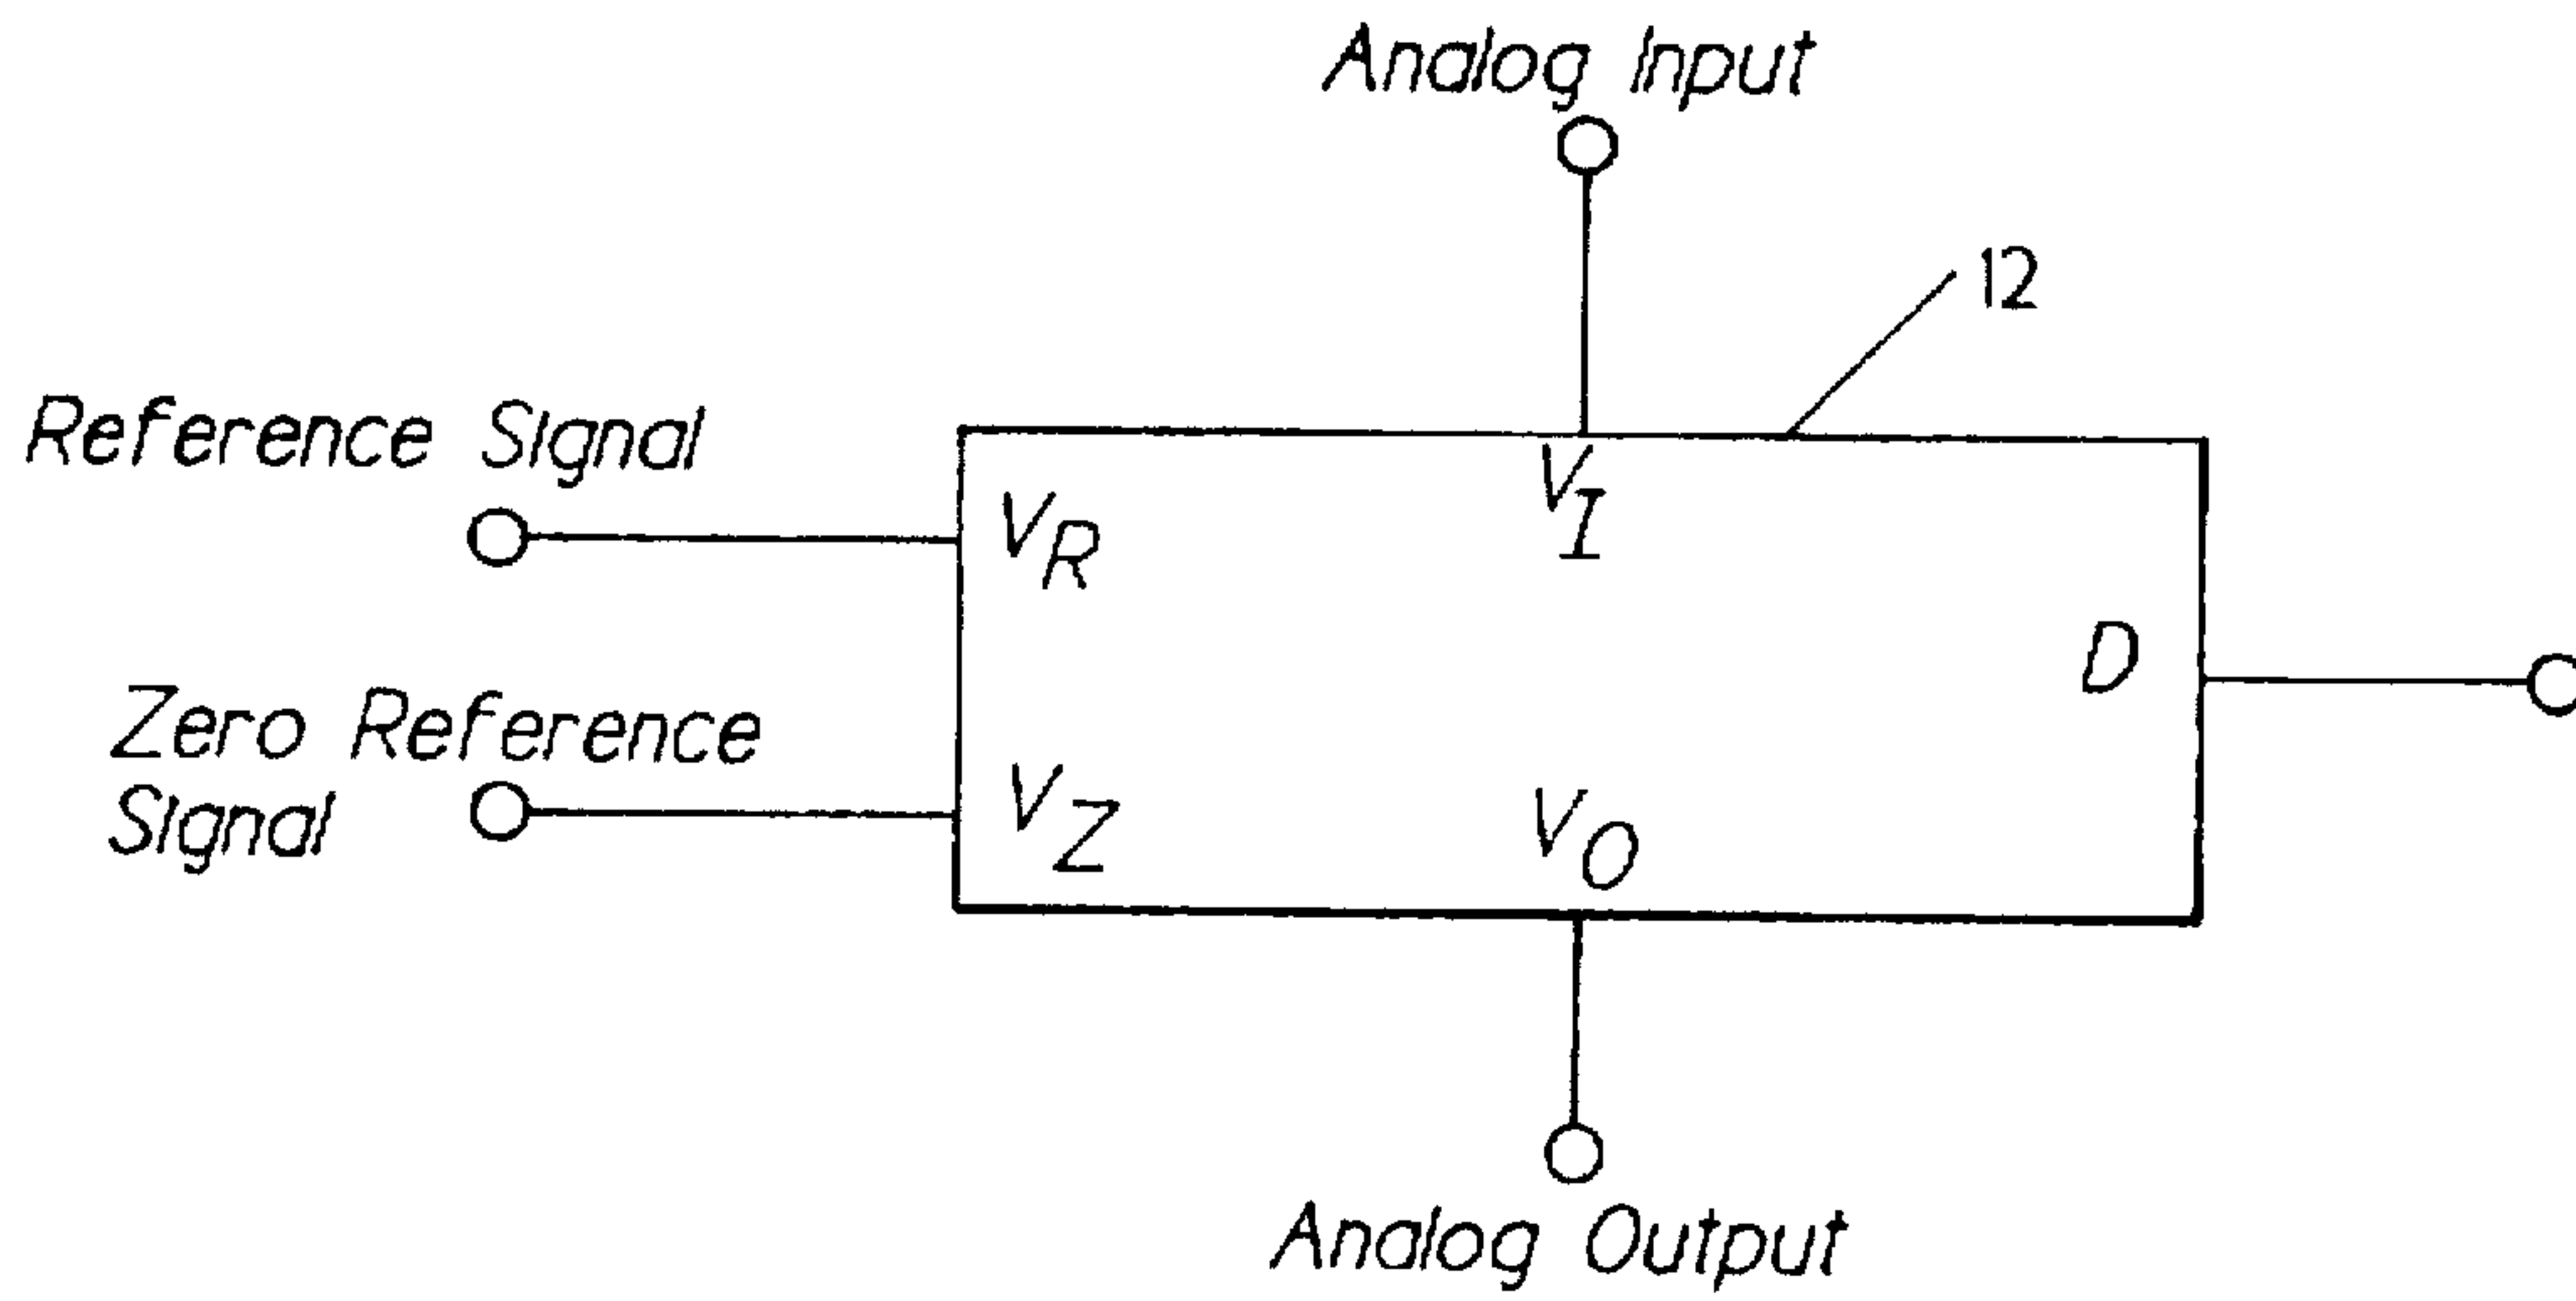 Analog Input
12
Reference Signal
V_R
V_I
D
Zero Reference
Signal
V_Z
V_O
Analog Output